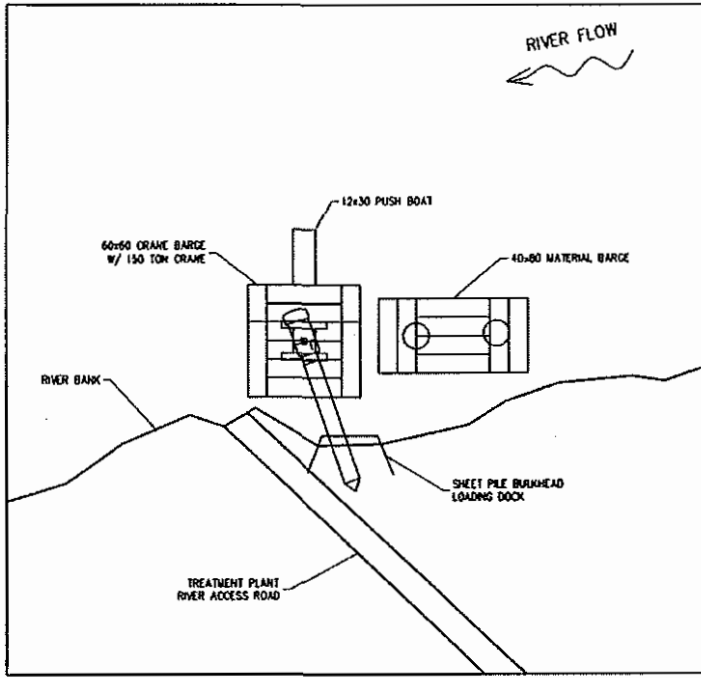 RIVER FLOW
12x30 PUSH BOAT
60x60 CRANE BARGE
W/ 150 TON CRANE
40x80 MATERIAL BARGE
RIVER BANK
SHEET PILE BULKHEAD
LOADING DOCK
TREATMENT PLANT
RIVER ACCESS ROAD